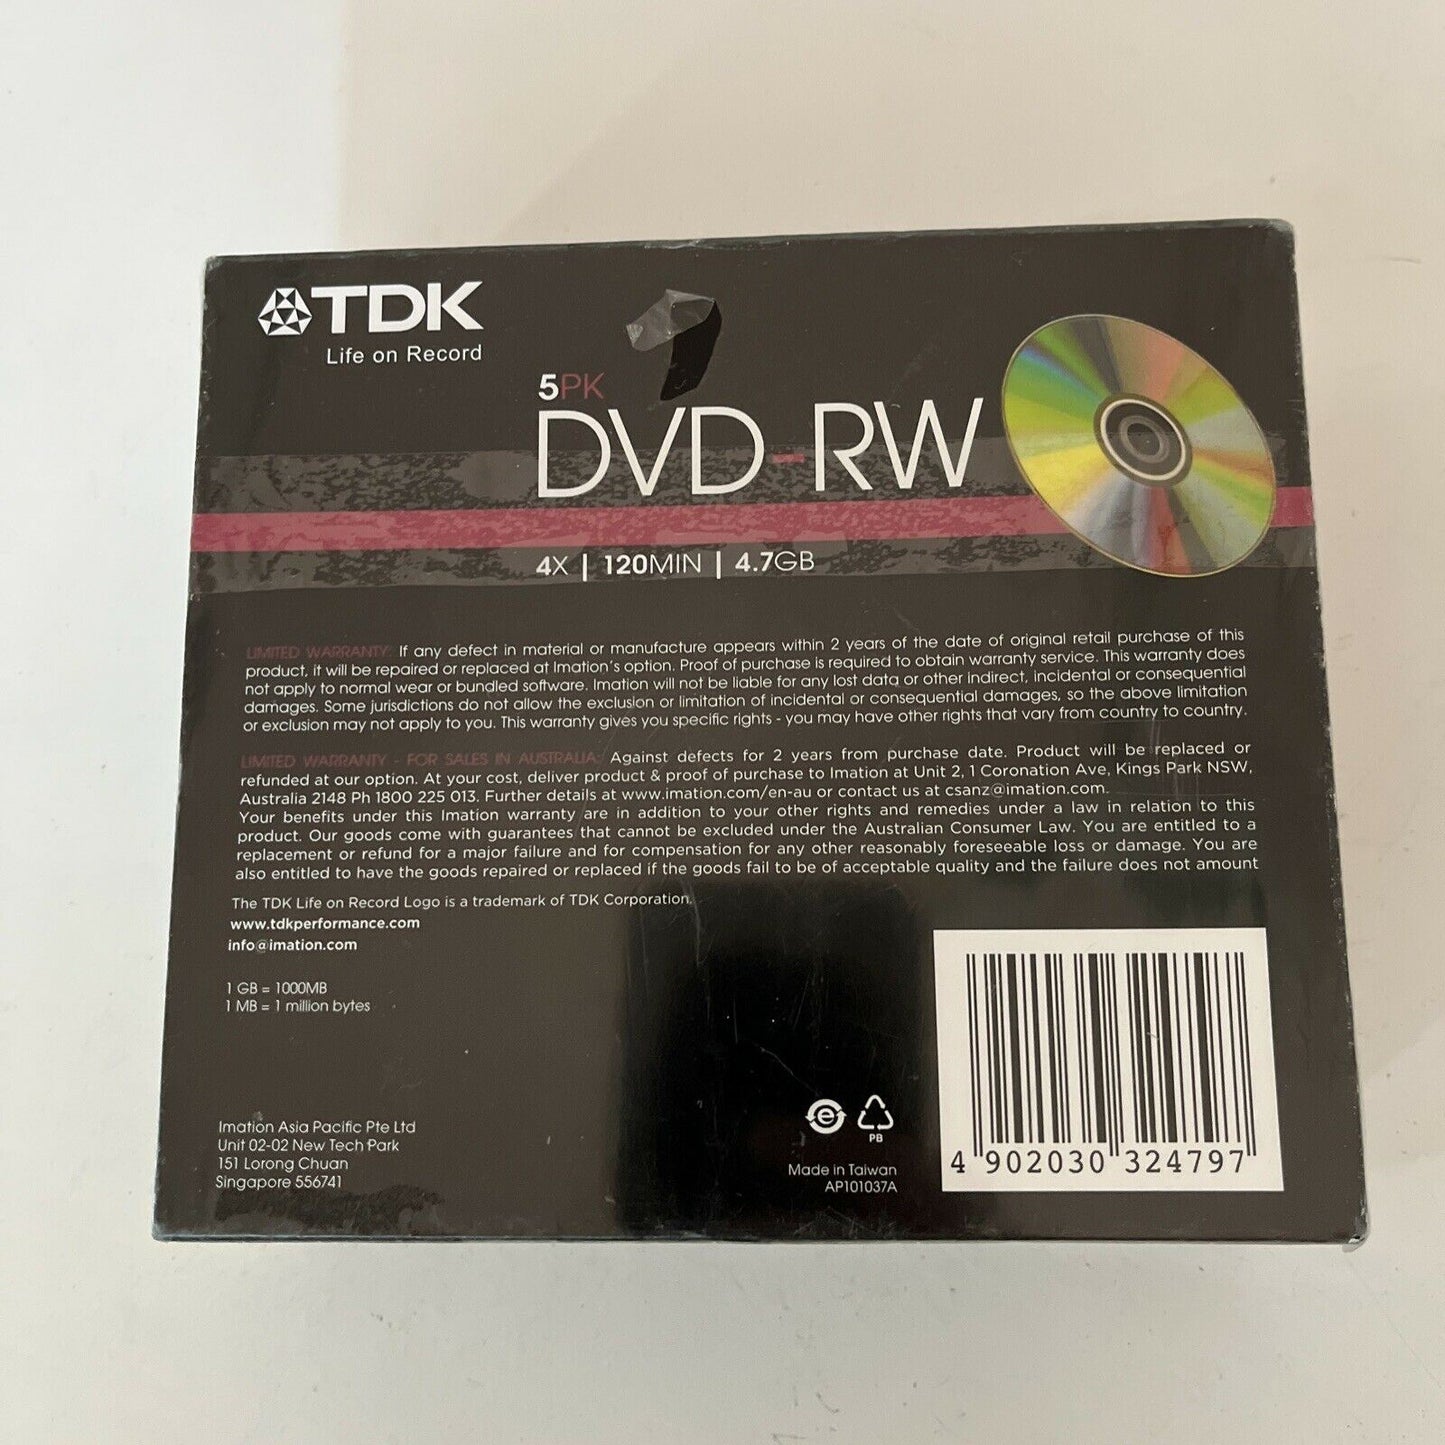 TDK
Life on Record
5PK
DVD-RW
4X | 120MIN | 4.7GB
LIMITED WARRANTY: If any defect in material or manufacture appears within 2 years of the date of original retail purchase of this
product, it will be repaired or replaced at Imation's option. Proof of purchase is required to obtain warranty service. This warranty does
not apply to normal wear or bundled software. Imation will not be liable for any lost data or other indirect, incidental or consequential
damages. Some jurisdictions do not allow the exclusion or limitation of incidental or consequential damages, so the above limitation
or exclusion may not apply to you. This warranty gives you specific rights - you may have other rights that vary from country to country.
LIMITED WARRANTY - FOR SALES IN AUSTRALIA: Against defects for 2 years from purchase date. Product will be replaced or
refunded at our option. At your cost, deliver product & proof of purchase to Imation at Unit 2, 1 Coronation Ave, Kings Park NSW,
Australia 2148 Ph 1800 225 013. Further details at www.imation.com/en-au or contact us at csanz@imation.com.
Your benefits under this Imation warranty are in addition to your other rights and remedies under a law in relation to this
product. Our goods come with guarantees that cannot be excluded under the Australian Consumer Law. You are entitled to a
replacement or refund for a major failure and for compensation for any other reasonably foreseeable loss or damage. You are
also entitled to have the goods repaired or replaced if the goods fail to be of acceptable quality and the failure does not amount
The TDK Life on Record Logo is a trademark of TDK Corporation.
www.tdkperformance.com
info@imation.com
1 GB = 1000MB
1 MB = 1 million bytes
Imation Asia Pacific Pte Ltd
Unit 02-02 New Tech Park
151 Lorong Chuan
Singapore 556741
e
PB
Made in Taiwan
AP101037A
4 902030 324797